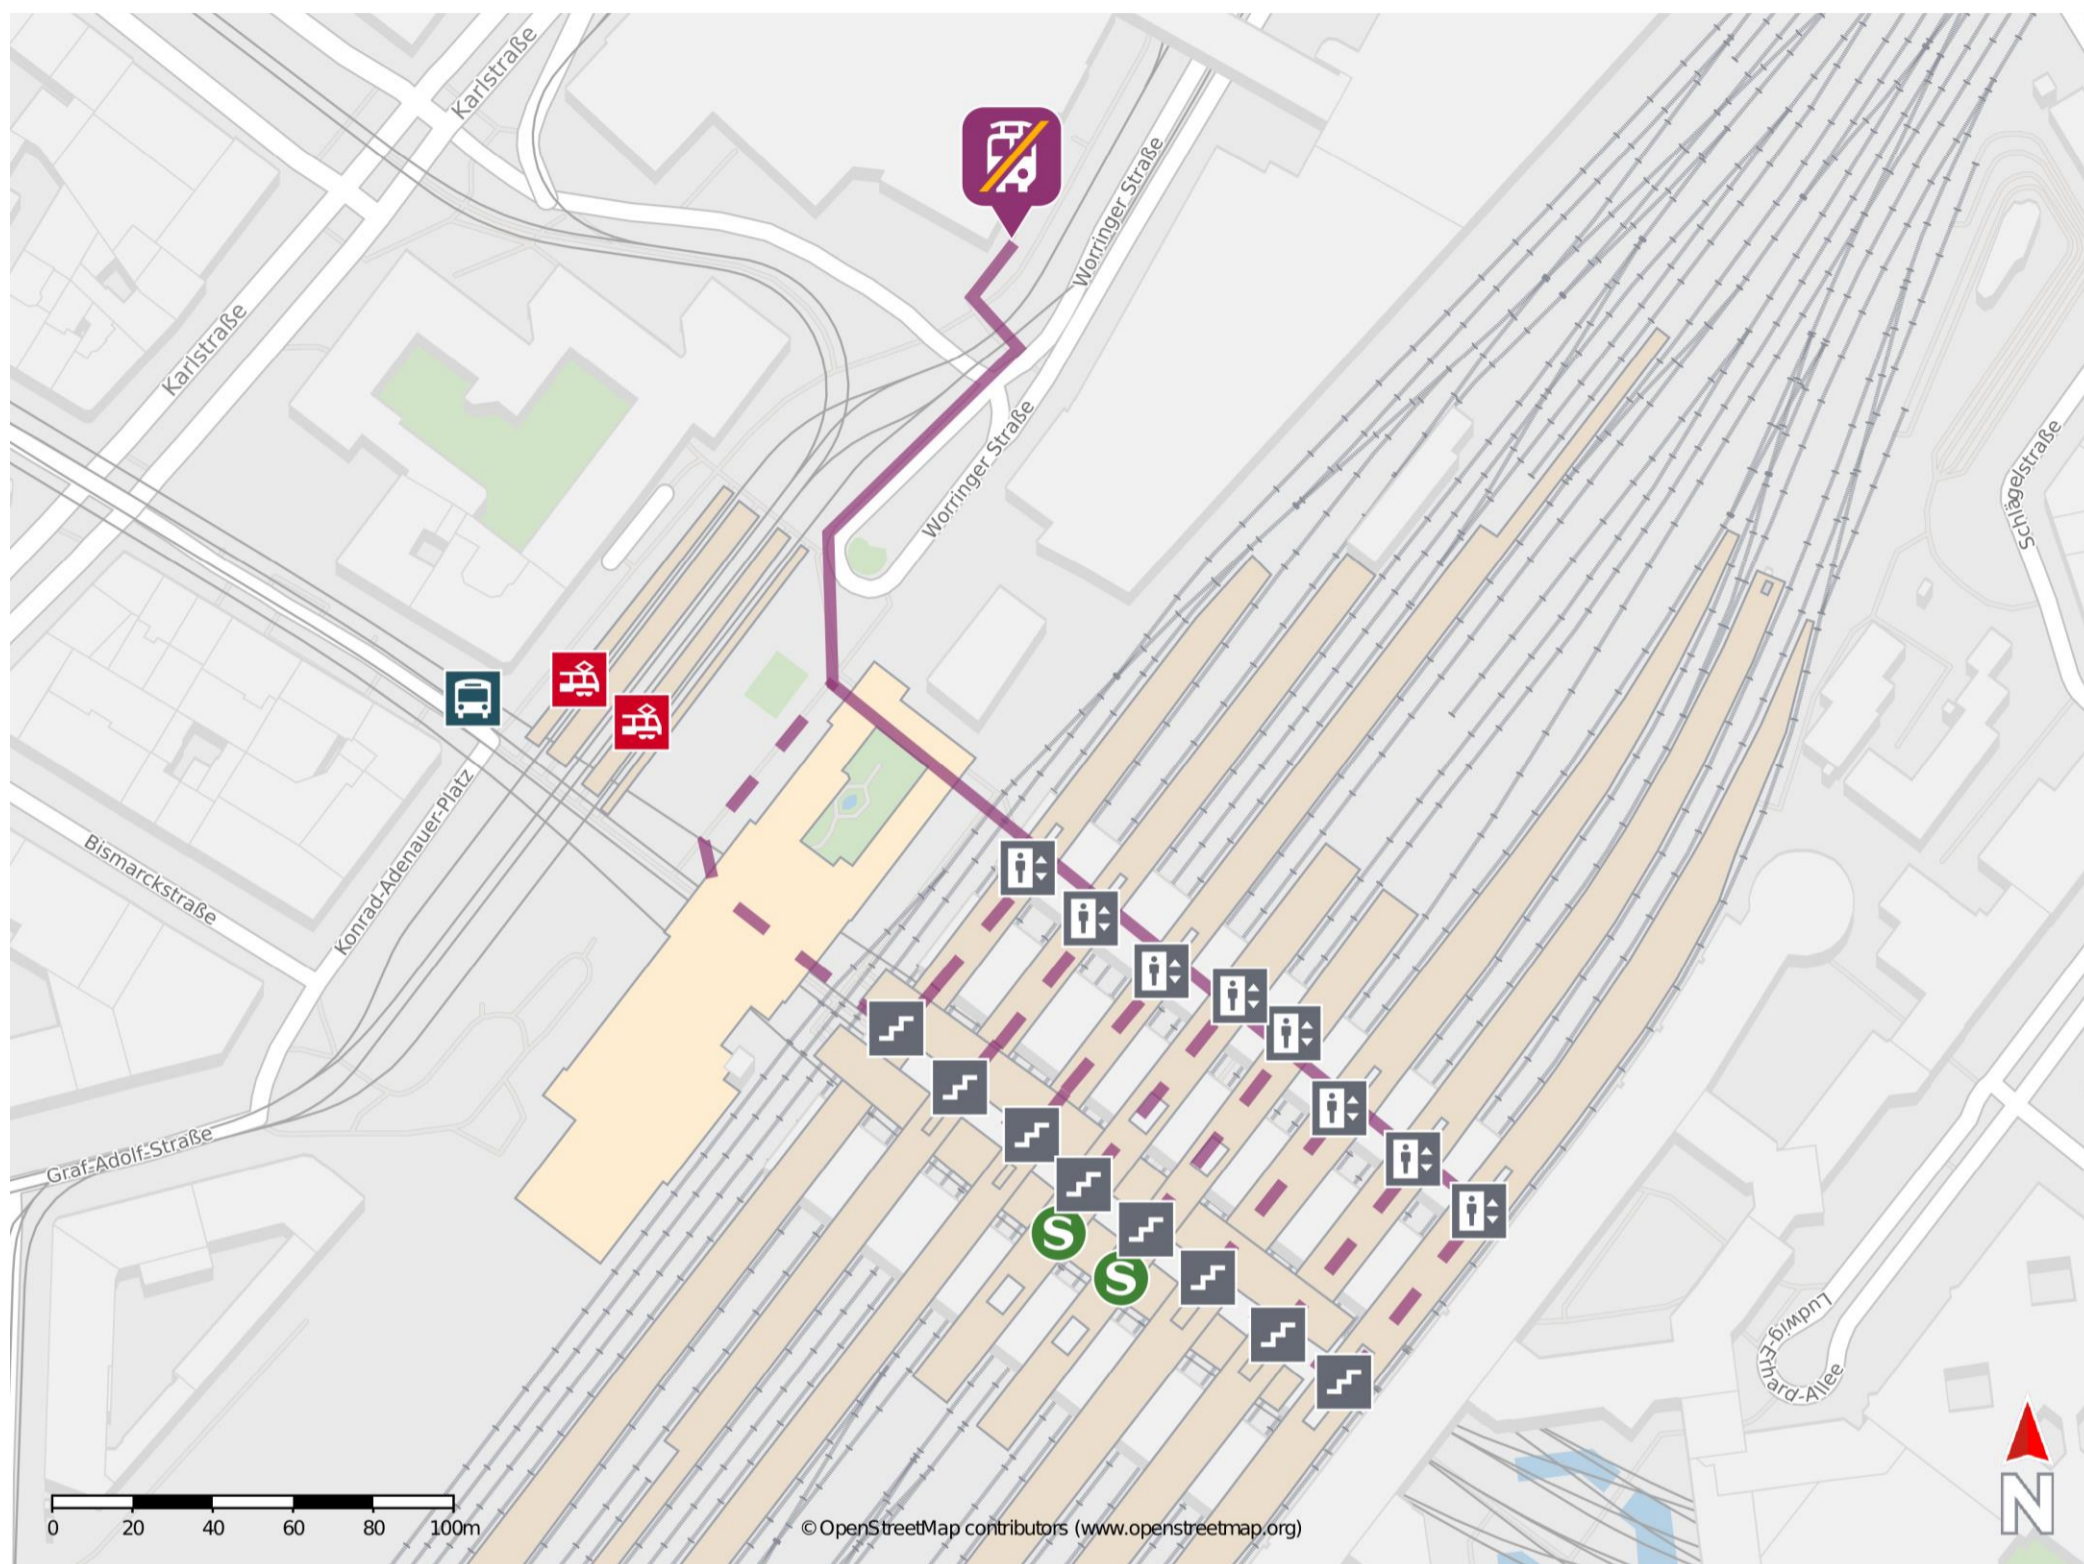 Karlstraße
Worringer Straße
Karlstraße
Worringer Straße
Schlägelstraße
Bismarckstraße
Konrad-Adenauer-Platz
Graf-Adolf-Straße
S
S
Ludwig-Erhard-Allee
N
0 20 40 60 80 100m
© OpenStreetMap contributors (www.openstreetmap.org)